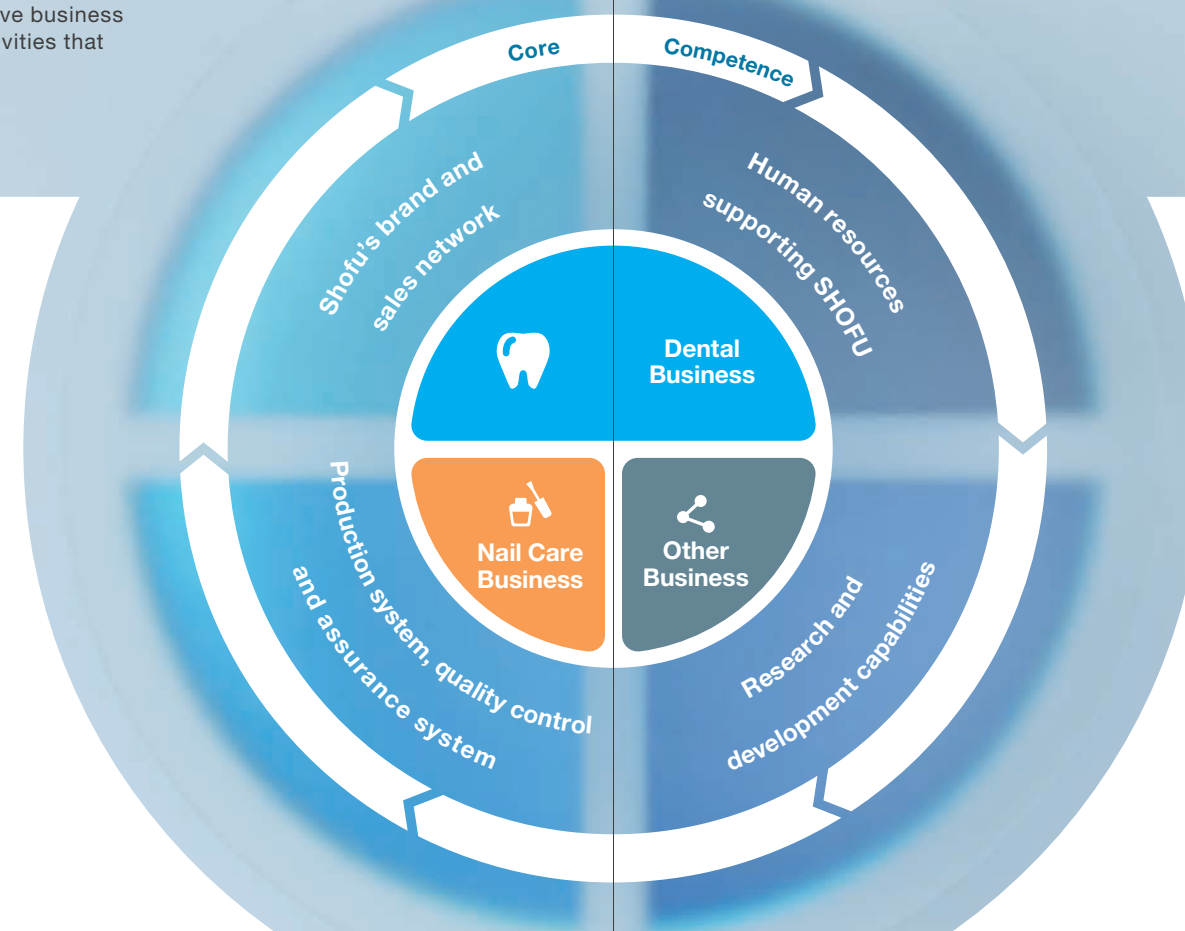 ve business
vities that
Core Competence
Shofu's brand and
sales network
Human resources
supporting SHOFU
Dental
Business
Nail Care
Business
Other
Business
Production system, quality control
and assurance system
Research and
development capabilities